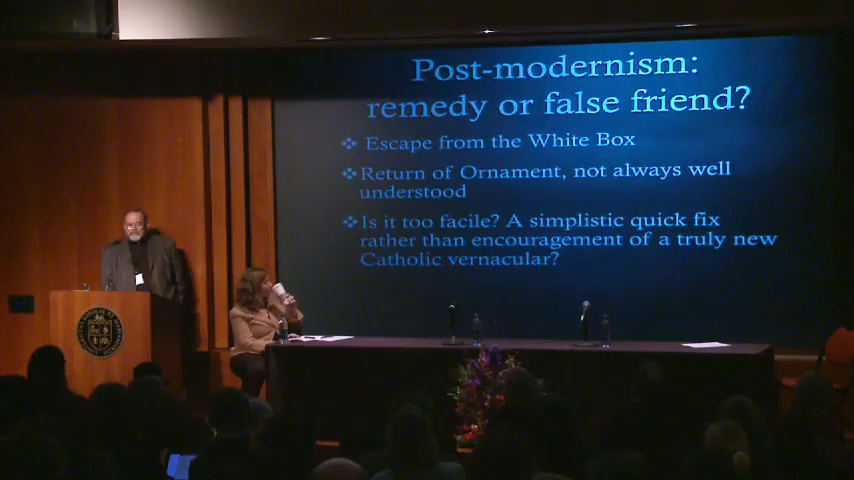 Post-modernism:
remedy or false friend?
❖ Escape from the White Box
❖ Return of Ornament, not always well
understood
❖ Is it too facile? A simplistic quick fix
rather than encouragement of a truly new
Catholic vernacular?